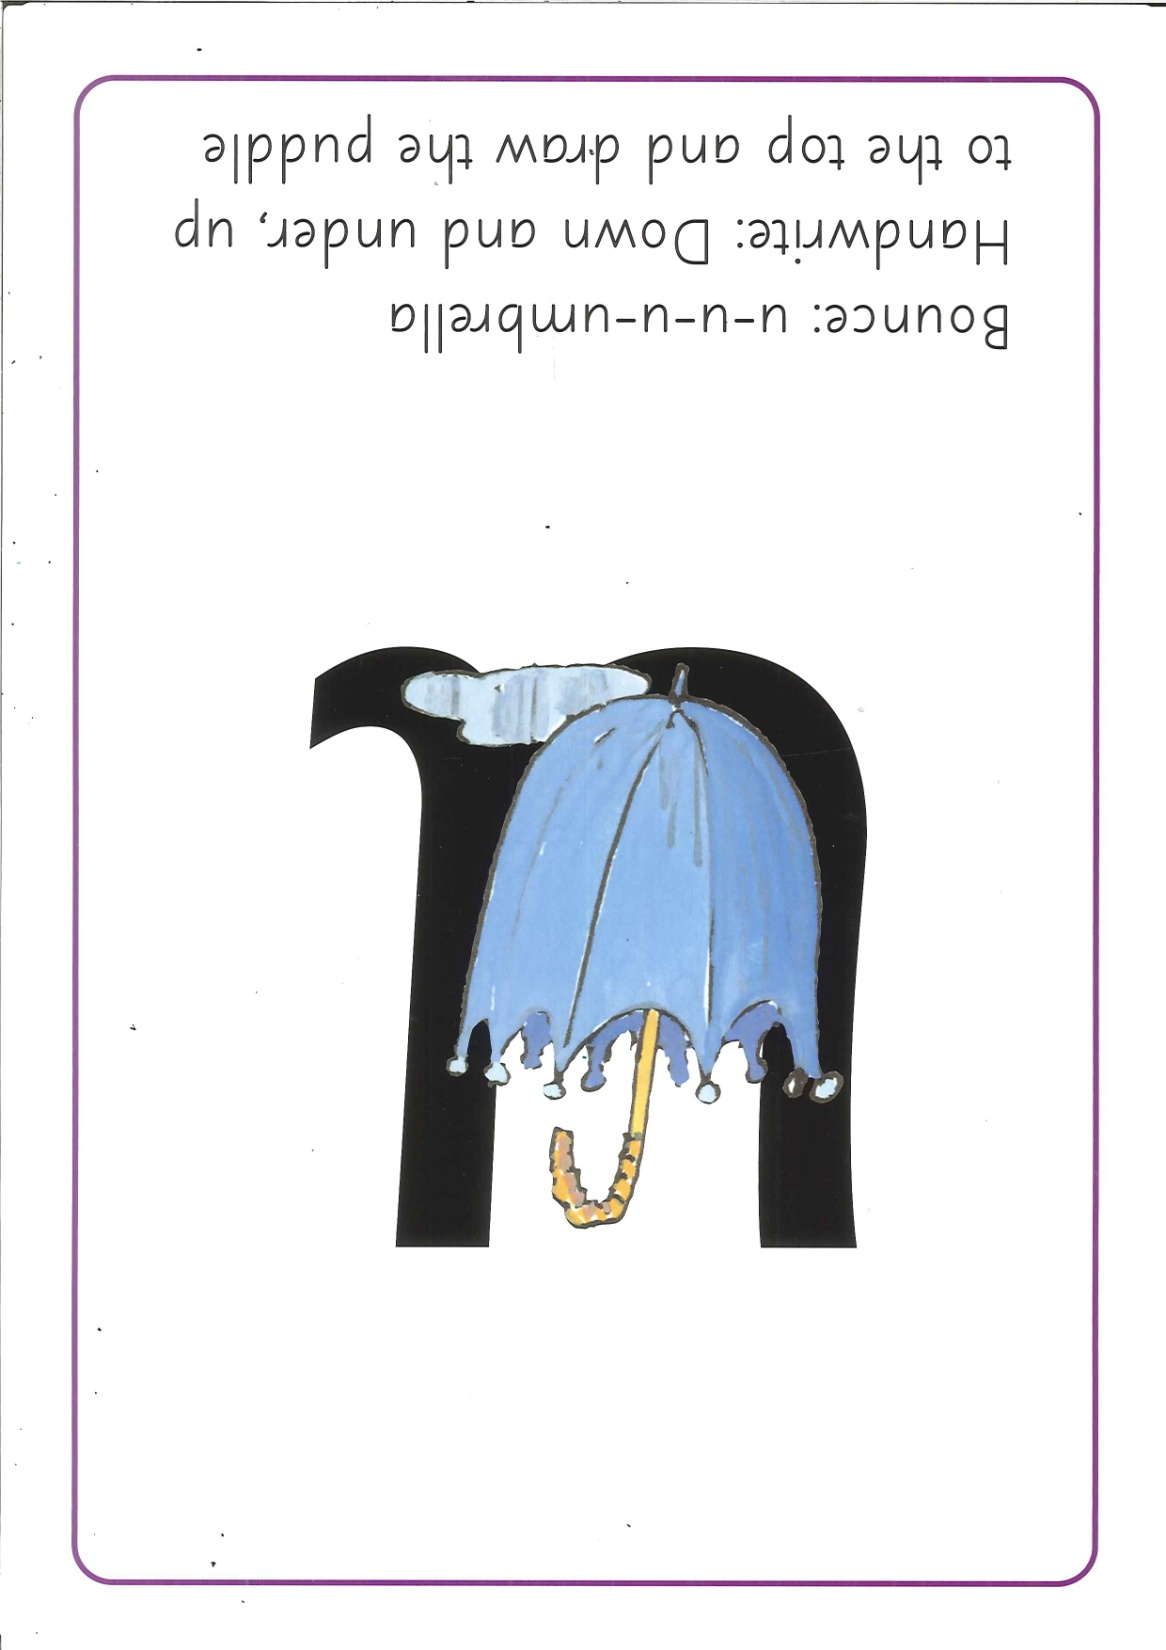 u
Bounce: u-u-u-umbrella
Handwrite: Down and under, up
to the top and draw the puddle